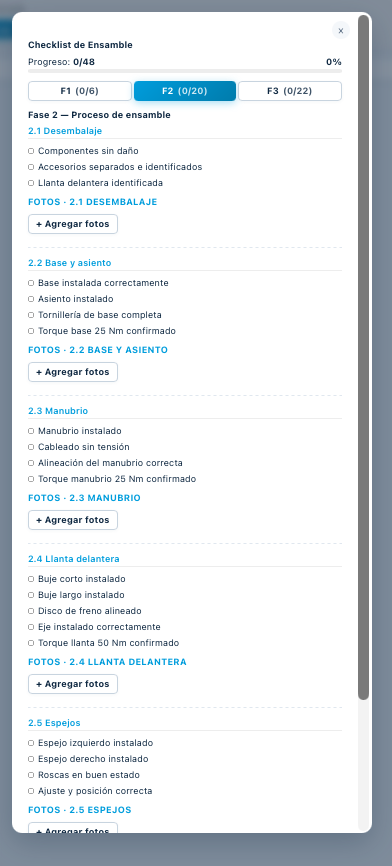 x
Checklist de Ensamble
Progreso: 0/48 0%
F1 (0/6) F2 (0/20) F3 (0/22)
Fase 2 — Proceso de ensamble
2.1 Desembalaje
Componentes sin daño
Accesorios separados e identificados
Llanta delantera identificada
FOTOS · 2.1 DESEMBALAJE
+ Agregar fotos
2.2 Base y asiento
Base instalada correctamente
Asiento instalado
Tornillería de base completa
Torque base 25 Nm confirmado
FOTOS · 2.2 BASE Y ASIENTO
+ Agregar fotos
2.3 Manubrio
Manubrio instalado
Cableado sin tensión
Alineación del manubrio correcta
Torque manubrio 25 Nm confirmado
FOTOS · 2.3 MANUBRIO
+ Agregar fotos
2.4 Llanta delantera
Buje corto instalado
Buje largo instalado
Disco de freno alineado
Eje instalado correctamente
Torque llanta 50 Nm confirmado
FOTOS · 2.4 LLANTA DELANTERA
+ Agregar fotos
2.5 Espejos
Espejo izquierdo instalado
Espejo derecho instalado
Roscas en buen estado
Ajuste y posición correcta
FOTOS · 2.5 ESPEJOS
+ Agregar fotos